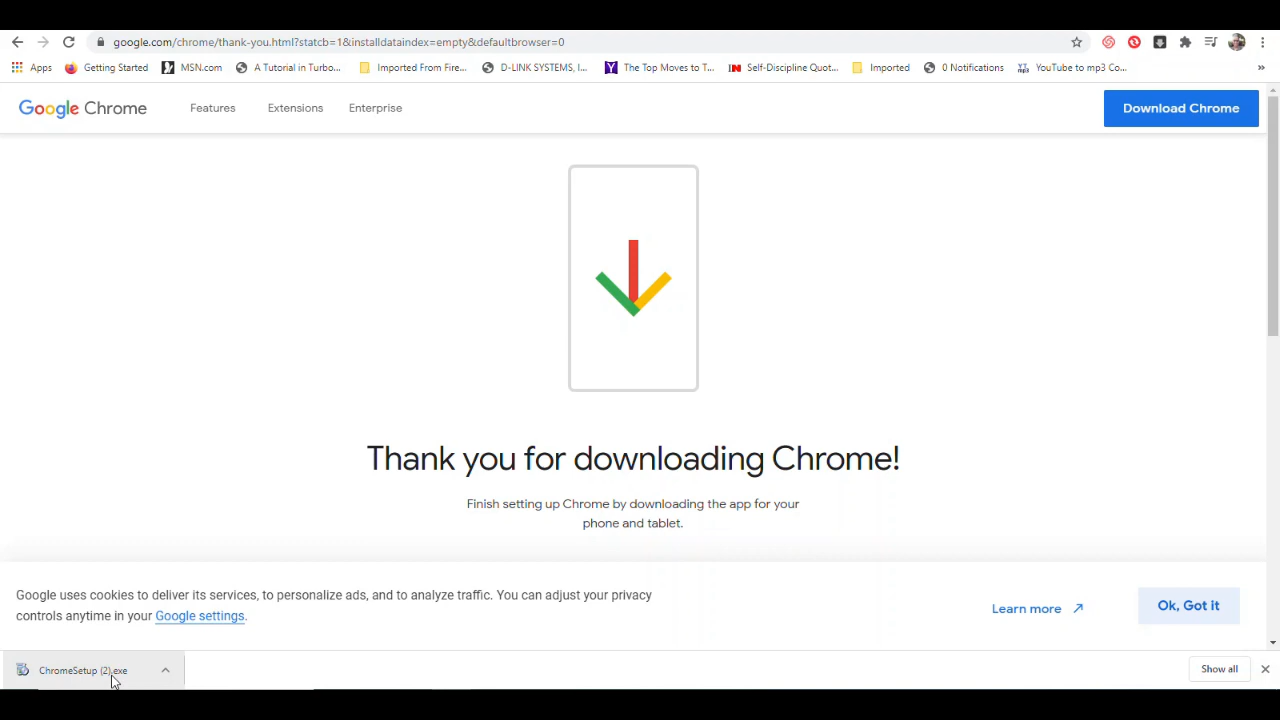 google.com/chrome/thank-you.html?statcb=1&installdataindex=empty&defaultbrowser=0
Apps Getting Started MSN.com A Tutorial in Turbo... Imported From Fire... D-LINK SYSTEMS, I... The Top Moves to T... Self-Discipline Quot... Imported 0 Notifications YouTube to mp3 Co... »
Google Chrome Features Extensions Enterprise Download Chrome
Thank you for downloading Chrome!
Finish setting up Chrome by downloading the app for your
phone and tablet.
Google uses cookies to deliver its services, to personalize ads, and to analyze traffic. You can adjust your privacy
controls anytime in your Google settings.
Learn more Ok, Got it
ChromeSetup (2).exe Show all